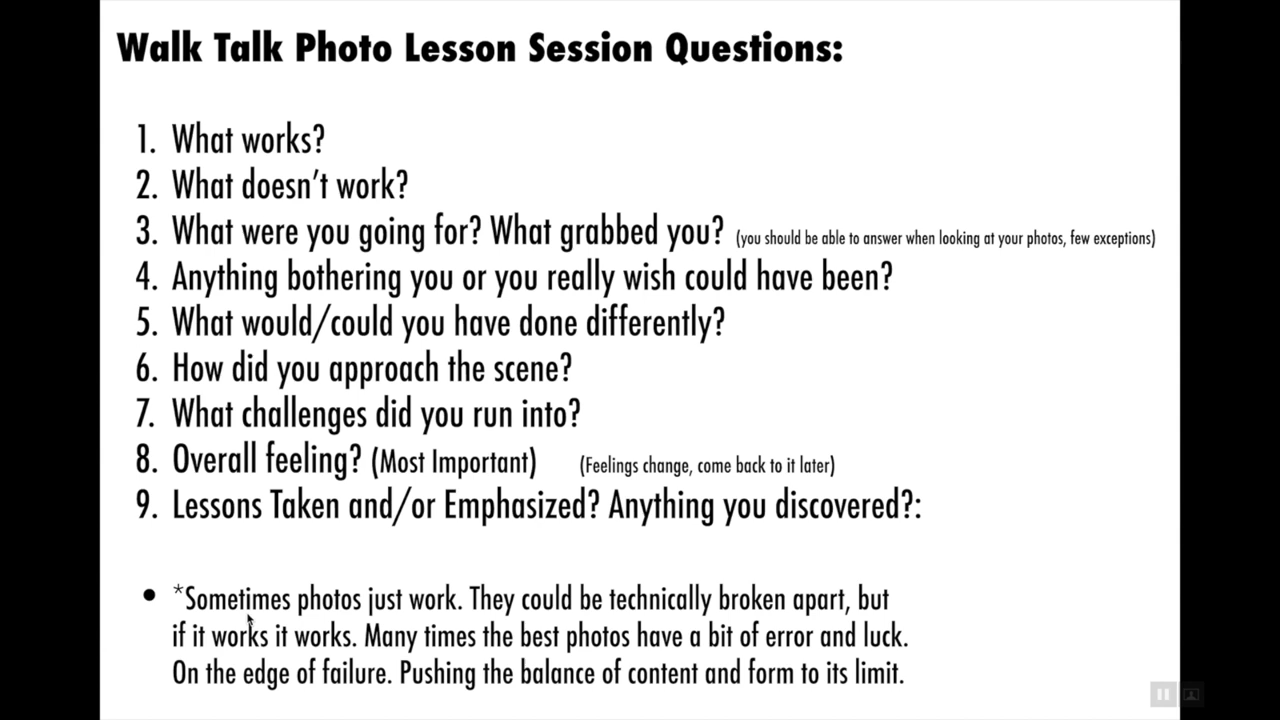 Walk Talk Photo Lesson Session Questions:
1. What works?
2. What doesn’t work?
3. What were you going for? What grabbed you? (you should be able to answer when looking at your photos, few exceptions)
4. Anything bothering you or you really wish could have been?
5. What would/could you have done differently?
6. How did you approach the scene?
7. What challenges did you run into?
8. Overall feeling? (Most Important) (Feelings change, come back to it later)
9. Lessons Taken and/or Emphasized? Anything you discovered?:
• *Sometimes photos just work. They could be technically broken apart, but
if it works it works. Many times the best photos have a bit of error and luck.
On the edge of failure. Pushing the balance of content and form to its limit.